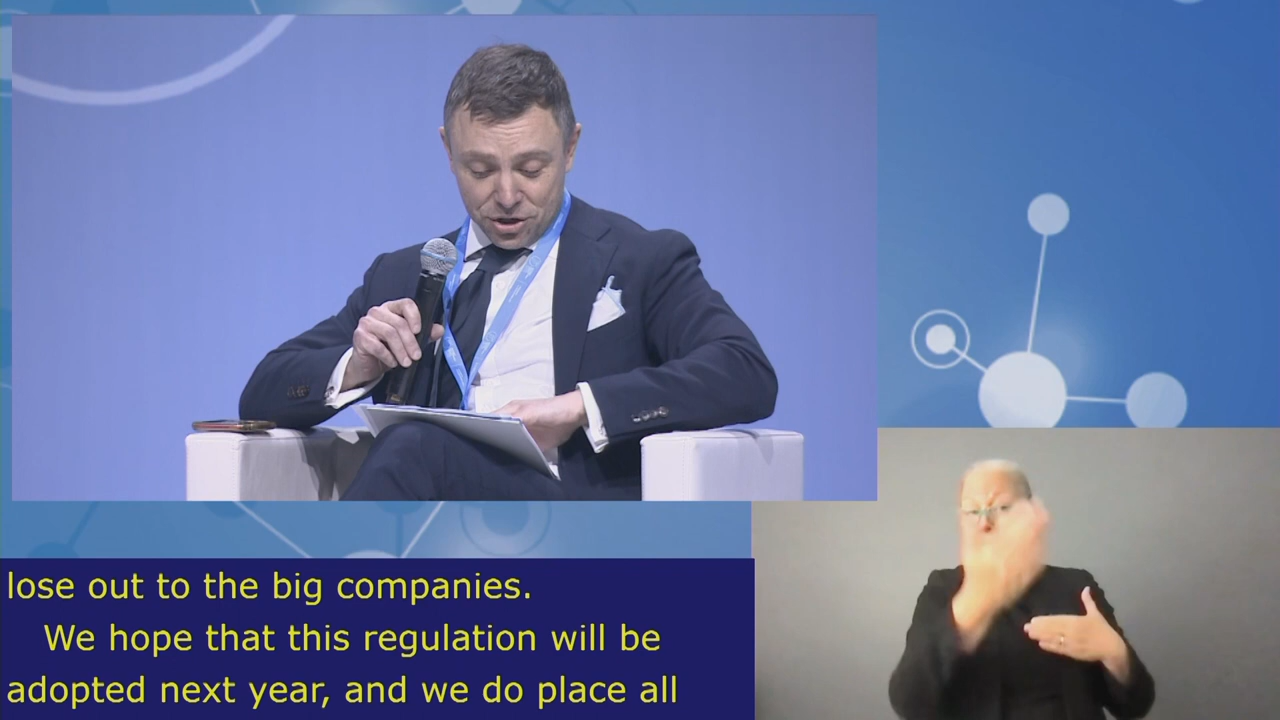 lose out to the big companies.
We hope that this regulation will be
adopted next year, and we do place all